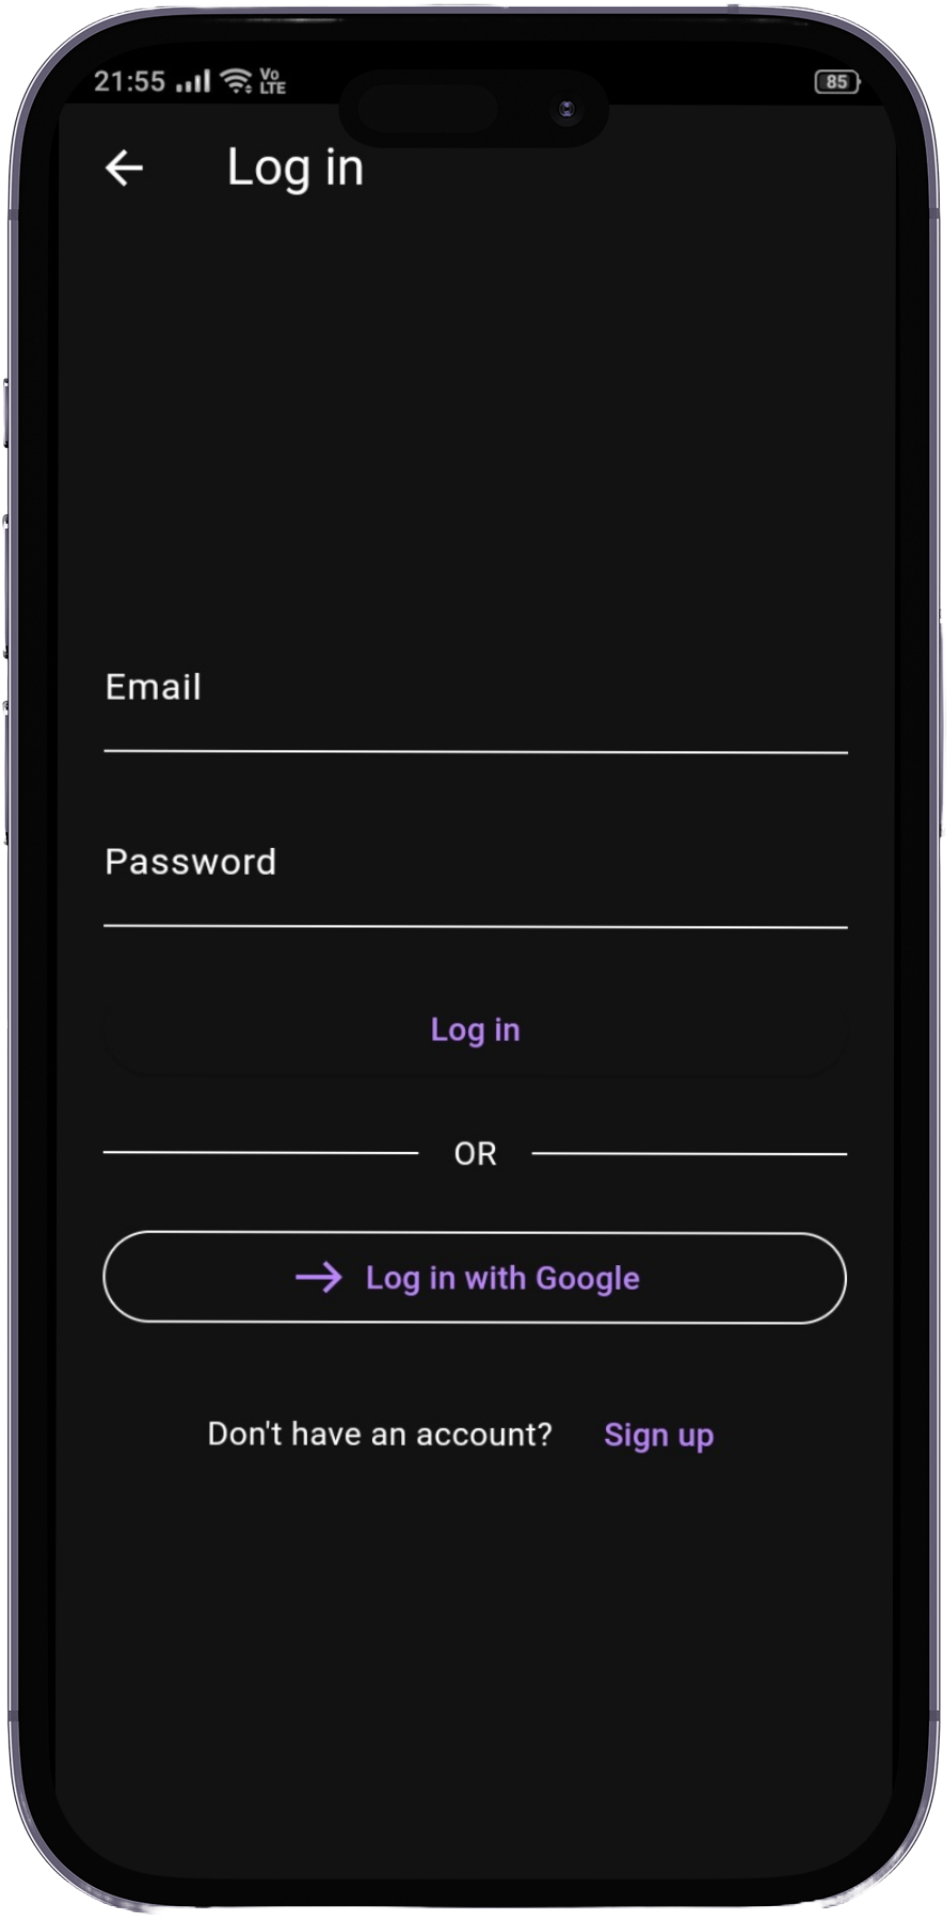 21:55 Vo LTE 85
Log in
Email
Password
Log in
OR
Log in with Google
Don't have an account? Sign up